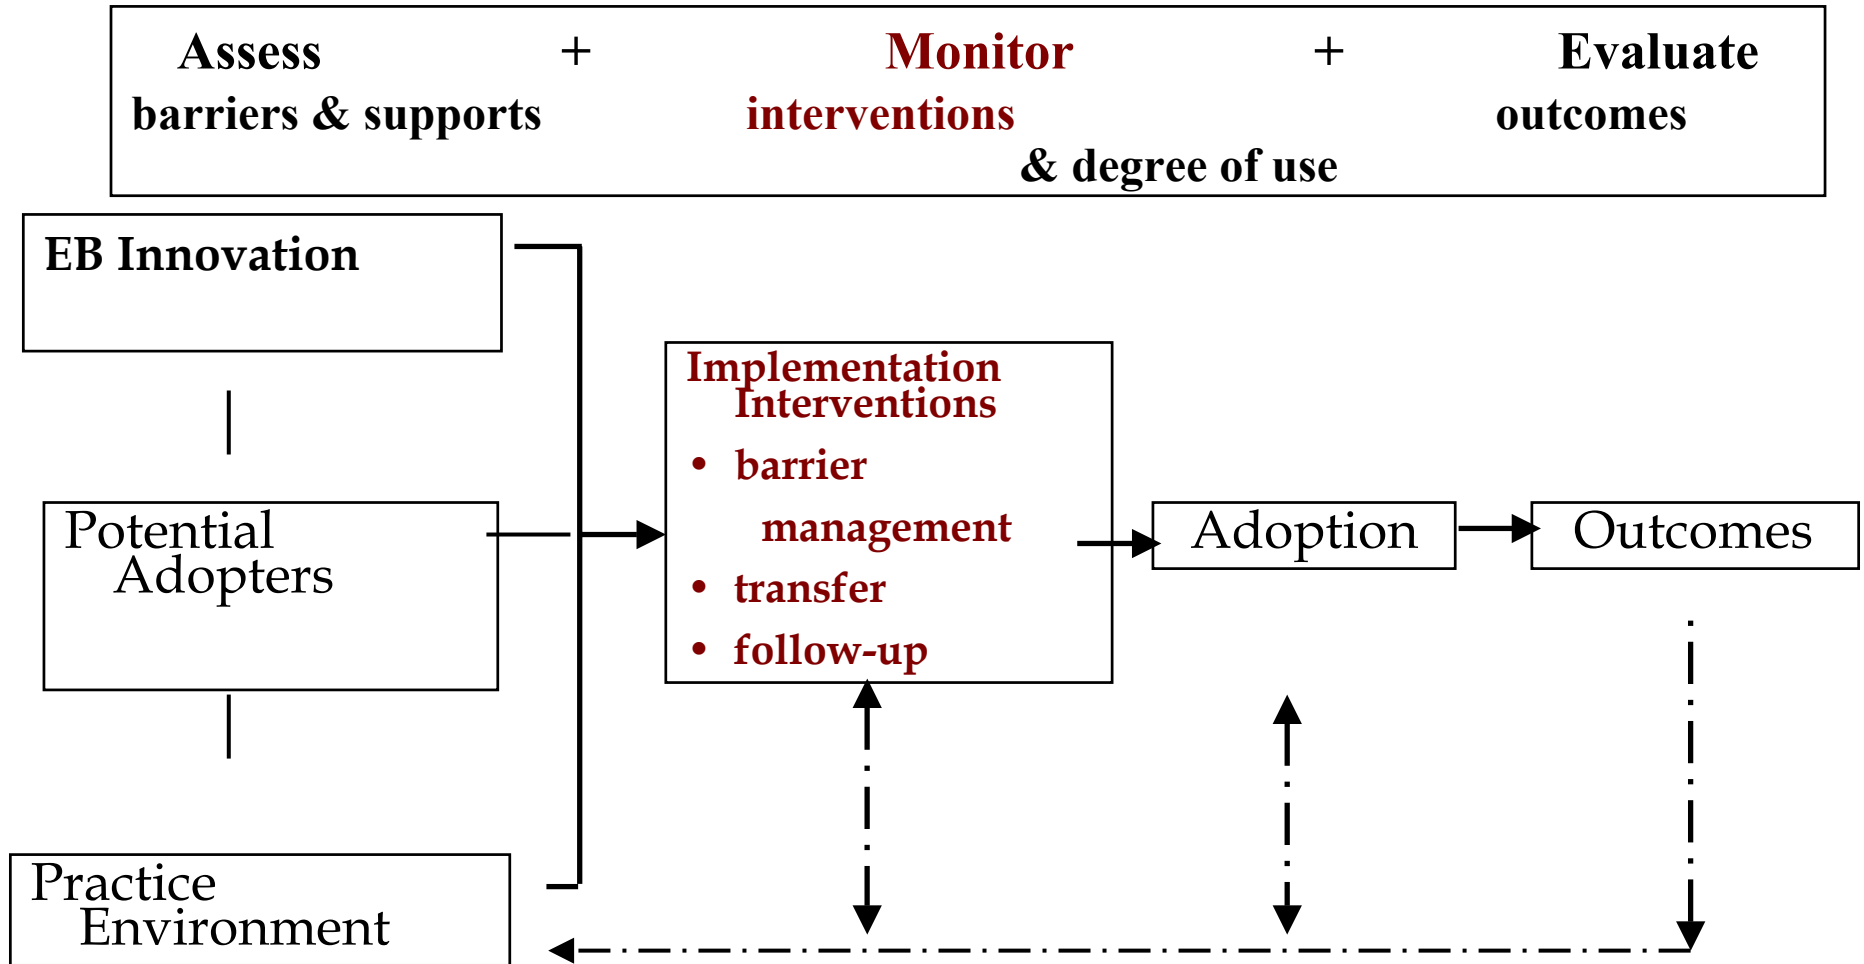 Assess + Monitor + Evaluate
barriers & supports interventions outcomes
& degree of use
EB Innovation
Potential
Adopters
Practice
Environment
Implementation
Interventions
• barrier
management
• transfer
• follow-up
Adoption
Outcomes